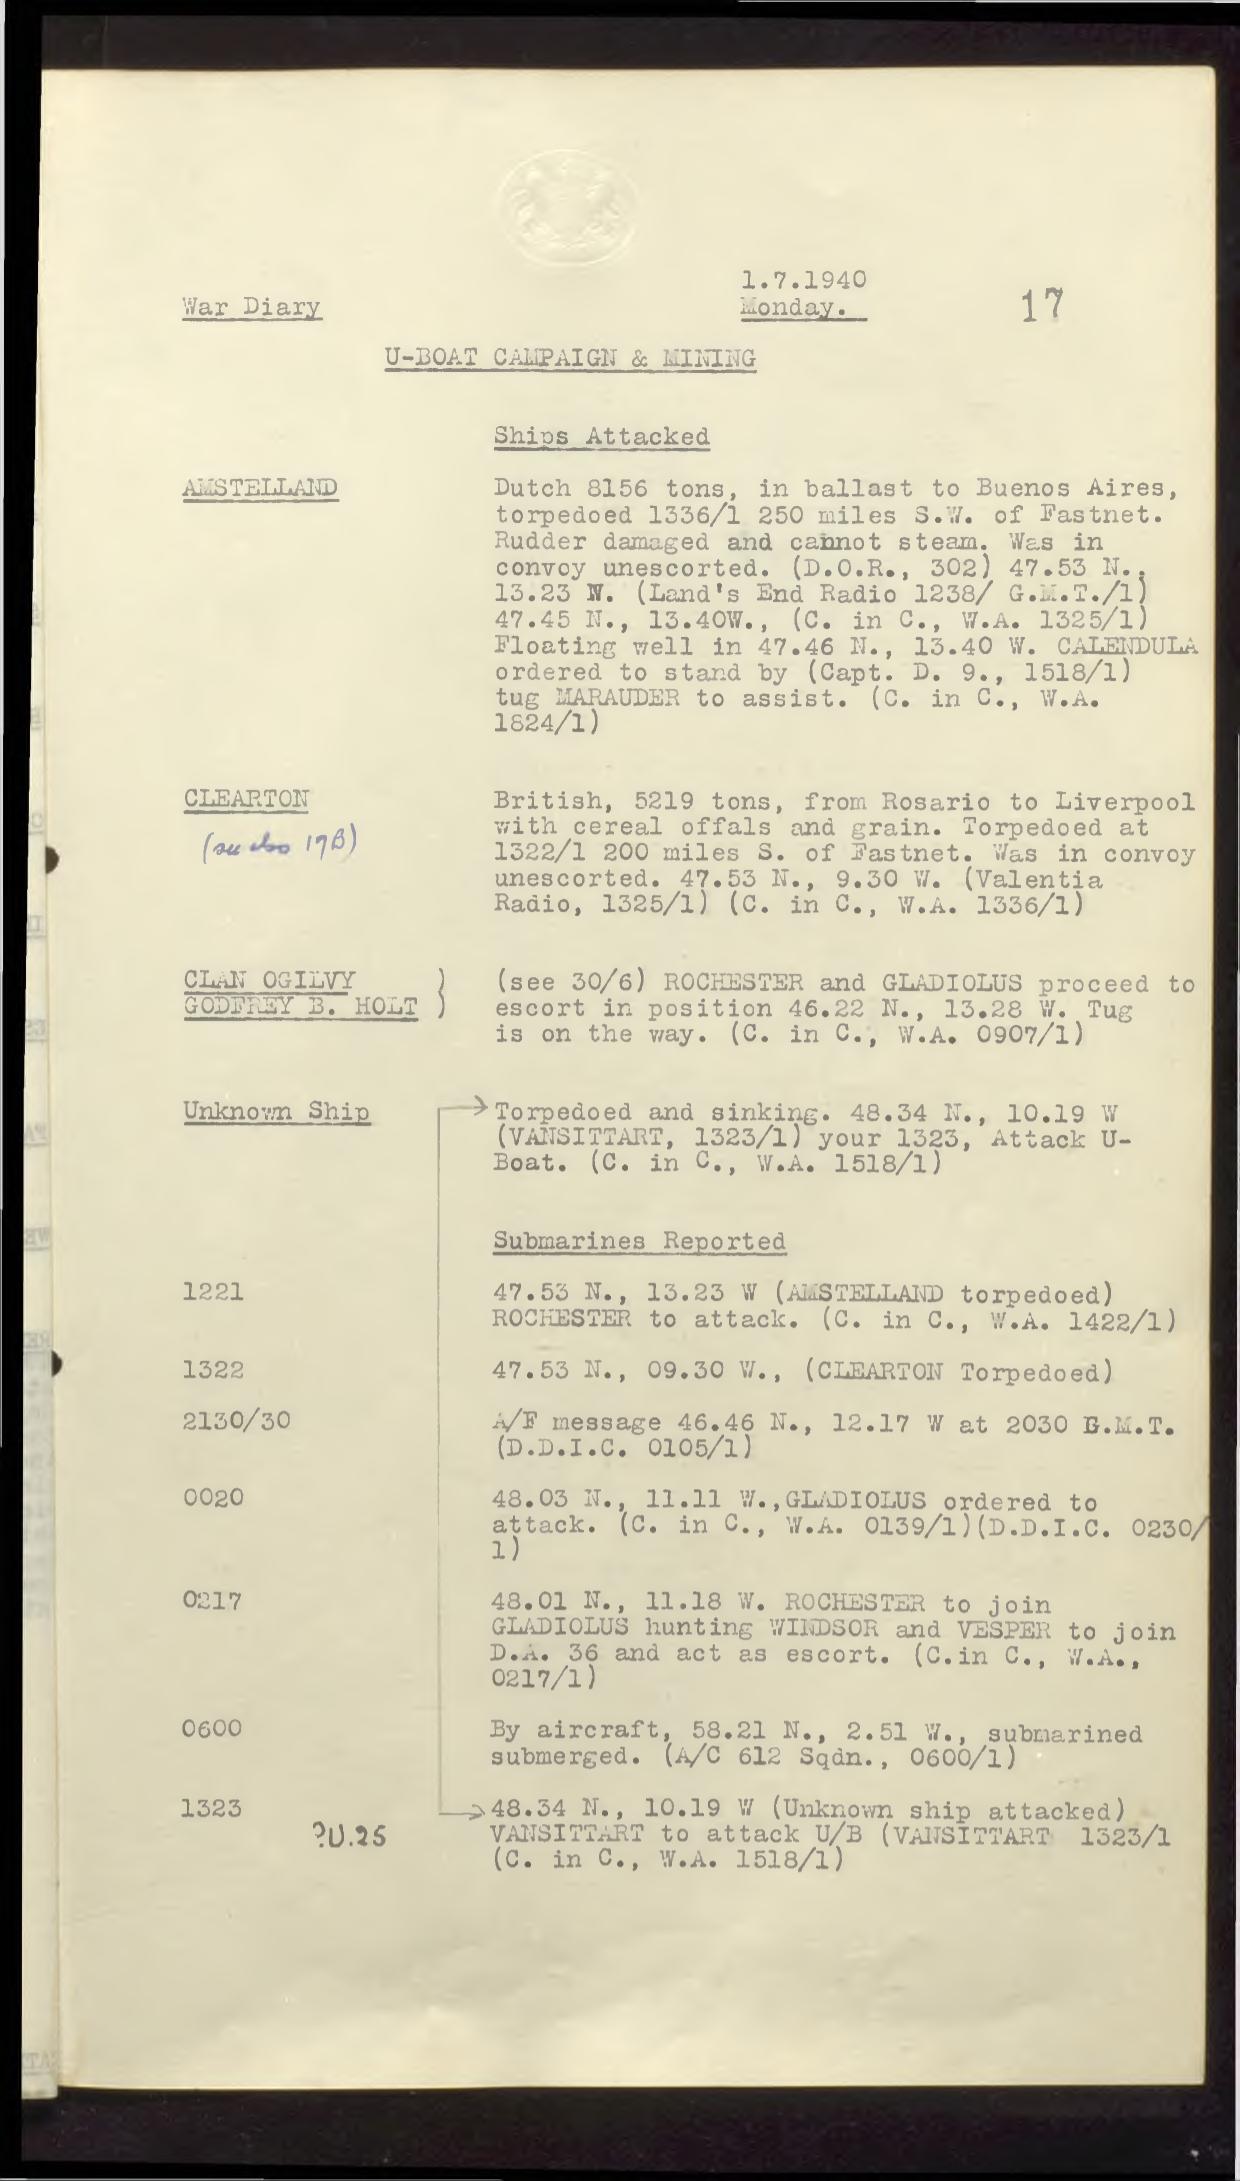 1.7.1940
War Diary Monday. 17
U-BOAT CAMPAIGN & MINING
Ships Attacked
AMSTELLAND Dutch 8156 tons, in ballast to Buenos Aires,
torpedoed 1336/1 250 miles S.W. of Fastnet.
Rudder damaged and cannot steam. Was in
convoy unescorted. (D.O.R., 302) 47.53 N.,
13.23 W. (Land's End Radio 1238/ G.M.T./1)
47.45 N., 13.40W., (C. in C., W.A. 1325/1)
Floating well in 47.46 N., 13.40 W. CALENDULA
ordered to stand by (Capt. D. 9., 1518/1)
tug MARAUDER to assist. (C. in C., W.A.
1824/1)
CLEARTON British, 5219 tons, from Rosario to Liverpool
(see also 17B) with cereal offals and grain. Torpedoed at
1322/1 200 miles S. of Fastnet. Was in convoy
unescorted. 47.53 N., 9.30 W. (Valentia
Radio, 1325/1) (C. in C., W.A. 1336/1)
CLAN OGILVY ) (see 30/6) ROCHESTER and GLADIOLUS proceed to
GODFREY B. HOLT ) escort in position 46.22 N., 13.28 W. Tug
is on the way. (C. in C., W.A. 0907/1)
Unknown Ship Torpedoed and sinking. 48.34 N., 10.19 W
(VANSITTART, 1323/1) your 1323, Attack U-
Boat. (C. in C., W.A. 1518/1)
Submarines Reported
1221 47.53 N., 13.23 W (AMSTELLAND torpedoed)
ROCHESTER to attack. (C. in C., W.A. 1422/1)
1322 47.53 N., 09.30 W., (CLEARTON Torpedoed)
2130/30 A/F message 46.46 N., 12.17 W at 2030 G.M.T.
(D.D.I.C. 0105/1)
0020 48.03 N., 11.11 W.,GLADIOLUS ordered to
attack. (C. in C., W.A. 0139/1)(D.D.I.C. 0230/
1)
0217 48.01 N., 11.18 W. ROCHESTER to join
GLADIOLUS hunting WINDSOR and VESPER to join
D.A. 36 and act as escort. (C.in C., W.A.,
0217/1)
0600 By aircraft, 58.21 N., 2.51 W., submarined
submerged. (A/C 612 Sqdn., 0600/1)
1323 48.34 N., 10.19 W (Unknown ship attacked)
?U.25 VANSITTART to attack U/B (VANSITTART 1323/1
(C. in C., W.A. 1518/1)